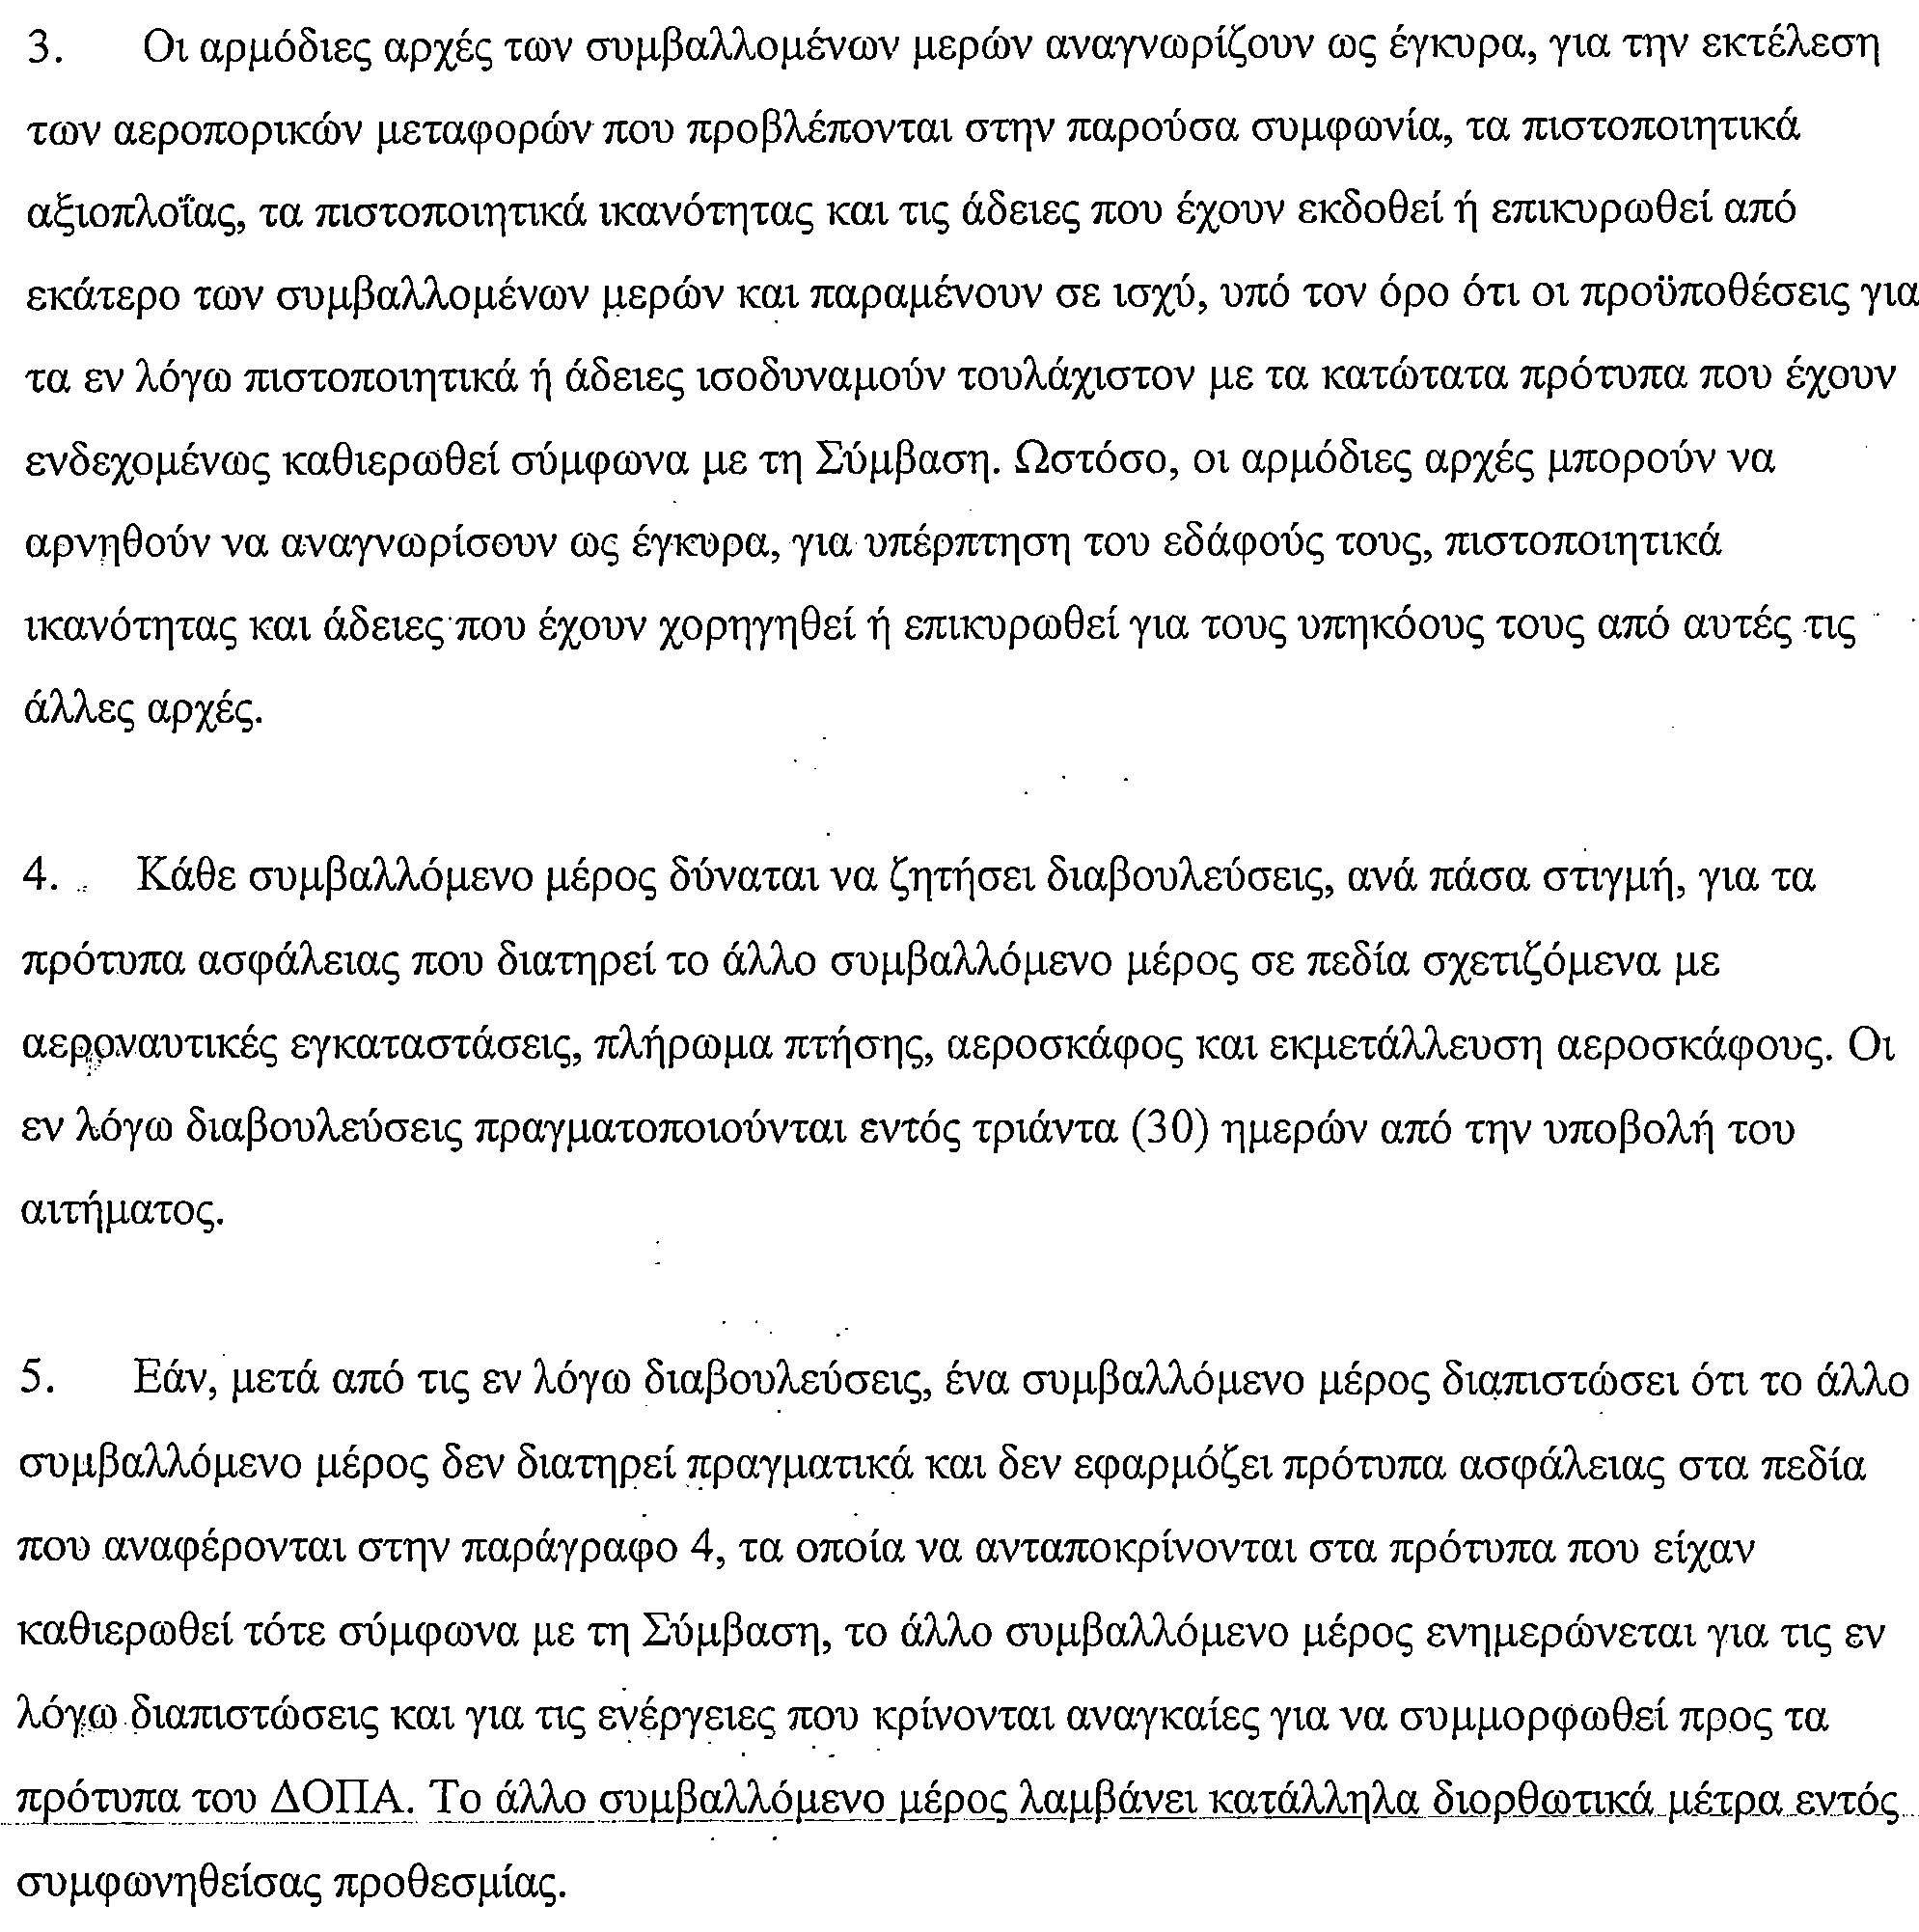 3. Οι αρμόδιες αρχές των συμβαλλομένων μερών αναγνωρίζουν ως έγκυρα, για την εκτέλεση
των αεροπορικών μεταφορών που προβλέπονται στην παρούσα συμφωνία, τα πιστοποιητικά
αξιοπλοΐας, τα πιστοποιητικά ικανότητας και τις άδειες που έχουν εκδοθεί ή επικυρωθεί από
εκάτερο των συμβαλλομένων μερών και παραμένουν σε ισχύ, υπό τον όρο ότι οι προϋποθέσεις για
τα εν λόγω πιστοποιητικά ή άδειες ισοδυναμούν τουλάχιστον με τα κατώτατα πρότυπα που έχουν
ενδεχομένως καθιερωθεί σύμφωνα με τη Σύμβαση. Ωστόσο, οι αρμόδιες αρχές μπορούν να
αρνηθούν να αναγνωρίσουν ως έγκυρα, για υπέρπτηση του εδάφούς τους, πιστοποιητικά
ικανότητας και άδειες που έχουν χορηγηθεί ή επικυρωθεί για τους υπηκόους τους από αυτές τις
άλλες αρχές.
4. Κάθε συμβαλλόμενο μέρος δύναται να ζητήσει διαβουλεύσεις, ανά πάσα στιγμή, για τα
πρότυπα ασφάλειας που διατηρεί το άλλο συμβαλλόμενο μέρος σε πεδία σχετιζόμενα με
αεροναυτικές εγκαταστάσεις, πλήρωμα πτήσης, αεροσκάφος και εκμετάλλευση αεροσκάφους. Οι
εν λόγω διαβουλεύσεις πραγματοποιούνται εντός τριάντα (30) ημερών από την υποβολή του
αιτήματος.
5. Εάν, μετά από τις εν λόγω διαβουλεύσεις, ένα συμβαλλόμενο μέρος διαπιστώσει ότι το άλλο
συμβαλλόμενο μέρος δεν διατηρεί πραγματικά και δεν εφαρμόζει πρότυπα ασφάλειας στα πεδία
που αναφέρονται στην παράγραφο 4, τα οποία να ανταποκρίνονται στα πρότυπα που είχαν
καθιερωθεί τότε σύμφωνα με τη Σύμβαση, το άλλο συμβαλλόμενο μέρος ενημερώνεται για τις εν
λόγω διαπιστώσεις και για τις ενέργειες που κρίνονται αναγκαίες για να συμμορφωθεί προς τα
πρότυπα του ΔΟΠΑ. Το άλλο συμβαλλόμενο μέρος λαμβάνει κατάλληλα διορθωτικά μέτρα εντός
συμφωνηθείσας προθεσμίας.